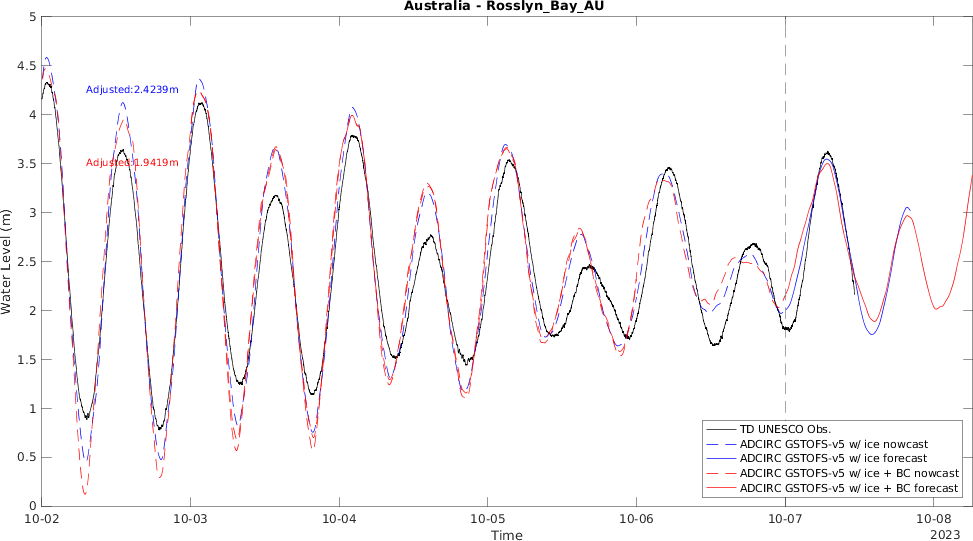 Australia - Rosslyn_Bay_AU
5
4.5
4
3.5
3
2.5
2
1.5
1
0.5
0
Water Level (m)
Adjusted:2.4239m
Adjusted:1.9419m
TD UNESCO Obs.
ADCIRC GSTOFS-v5 w/ ice nowcast
ADCIRC GSTOFS-v5 w/ ice forecast
ADCIRC GSTOFS-v5 w/ ice + BC nowcast
ADCIRC GSTOFS-v5 w/ ice + BC forecast
10-02 10-03 10-04 10-05 10-06 10-07 10-08
Time
2023